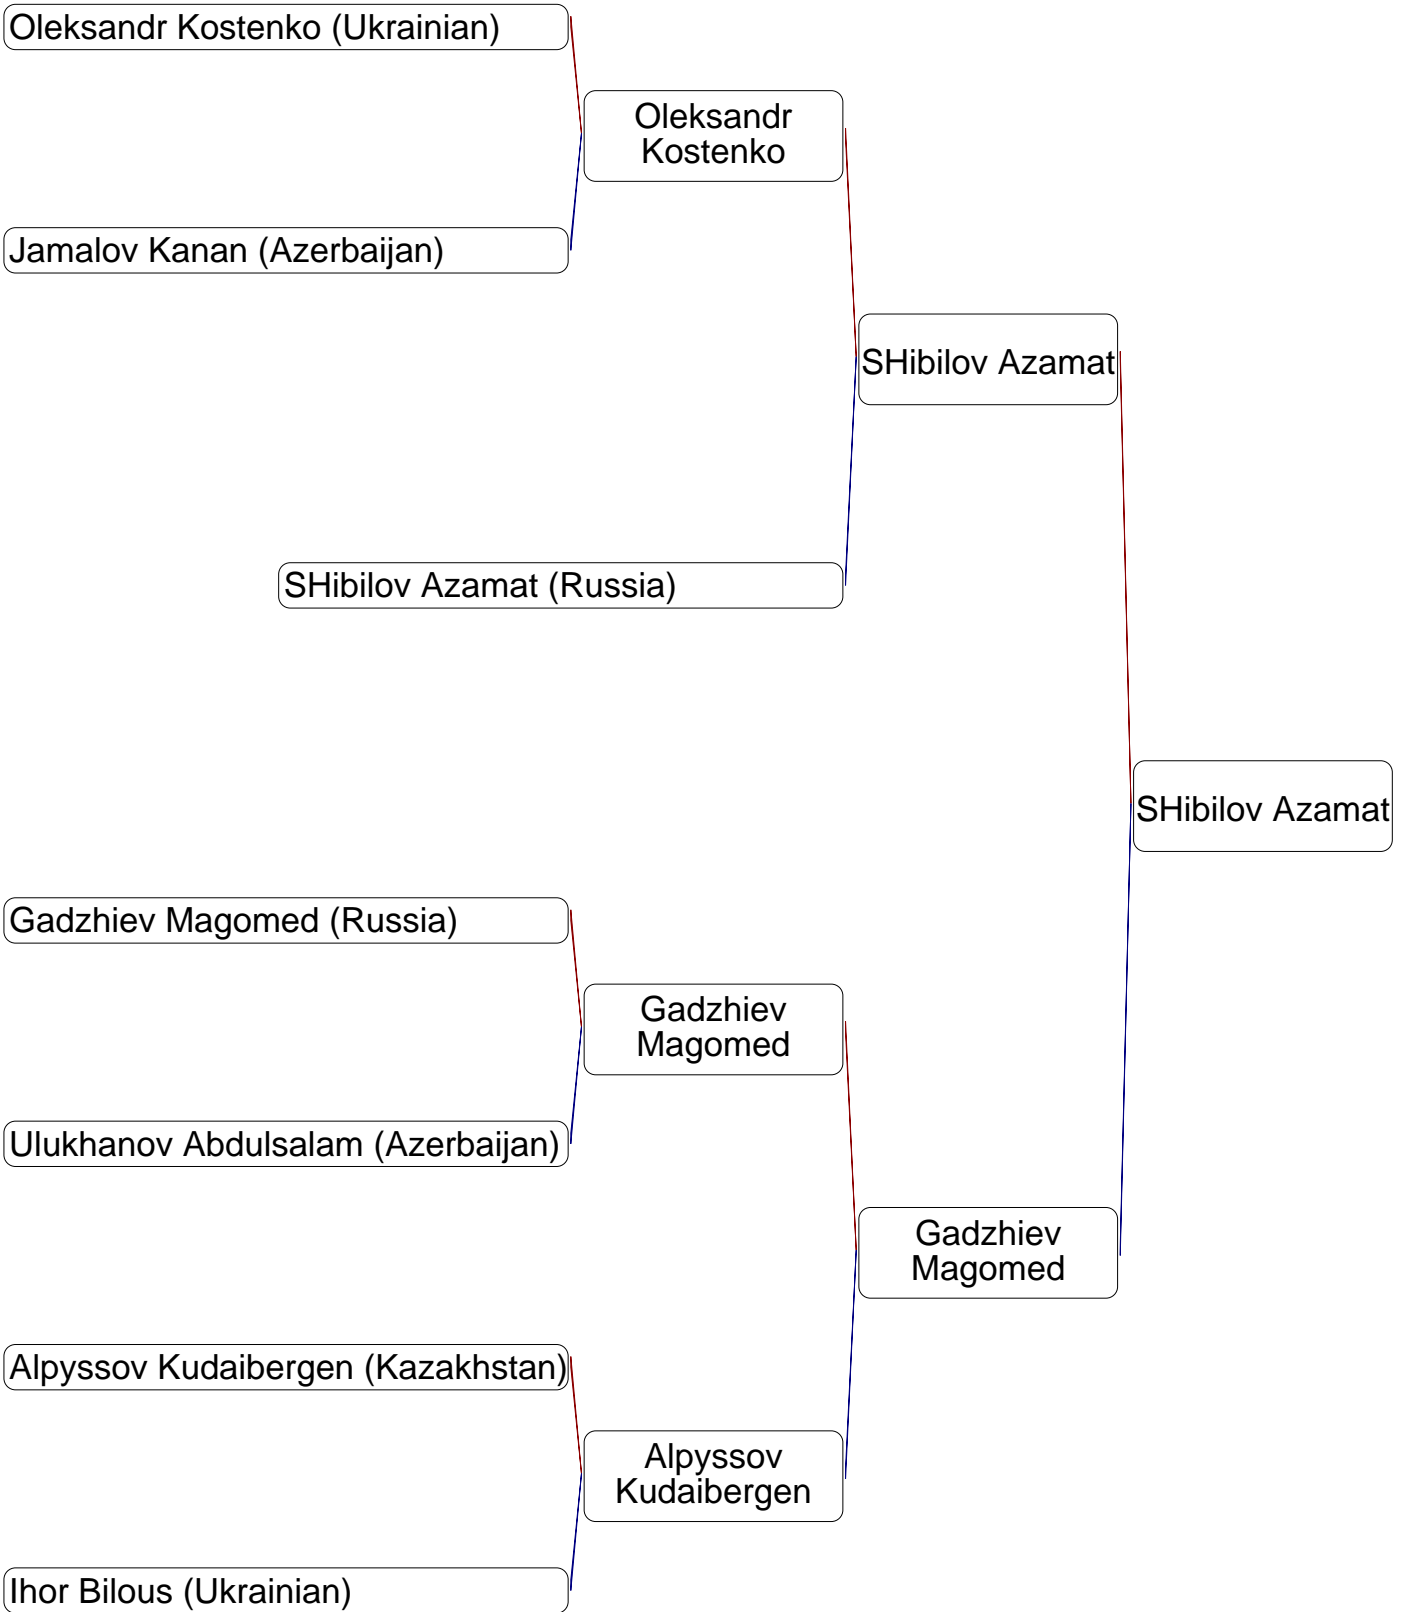 Oleksandr Kostenko (Ukrainian)
Oleksandr
Kostenko
Jamalov Kanan (Azerbaijan)
SHibilov Azamat
SHibilov Azamat (Russia)
SHibilov Azamat
Gadzhiev Magomed (Russia)
Gadzhiev
Magomed
Ulukhanov Abdulsalam (Azerbaijan)
Gadzhiev
Magomed
Alpyssov Kudaibergen (Kazakhstan)
Alpyssov
Kudaibergen
Ihor Bilous (Ukrainian)